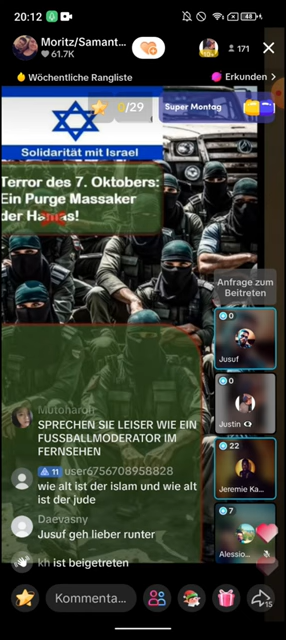 20:12
48
Moritz/Samant...
61.7K
171
Wöchentliche Rangliste
Erkunden >
0/29
Super Montag
Solidarität mit Israel
Terror des 7. Oktobers:
Ein Purge Massaker
der Hamas!
Anfrage zum
Beitreten
0
Jusuf
0
Justin
22
Jeremie Ka...
7
Alessio...
Mutoharon
SPRECHEN SIE LEISER WIE EIN
FUSSBALLMODERATOR IM
FERNSEHEN
11 user6756708958828
wie alt ist der islam und wie alt
ist der jude
Daevasny
Jusuf geh lieber runter
kh ist beigetreten
Kommenta...
15